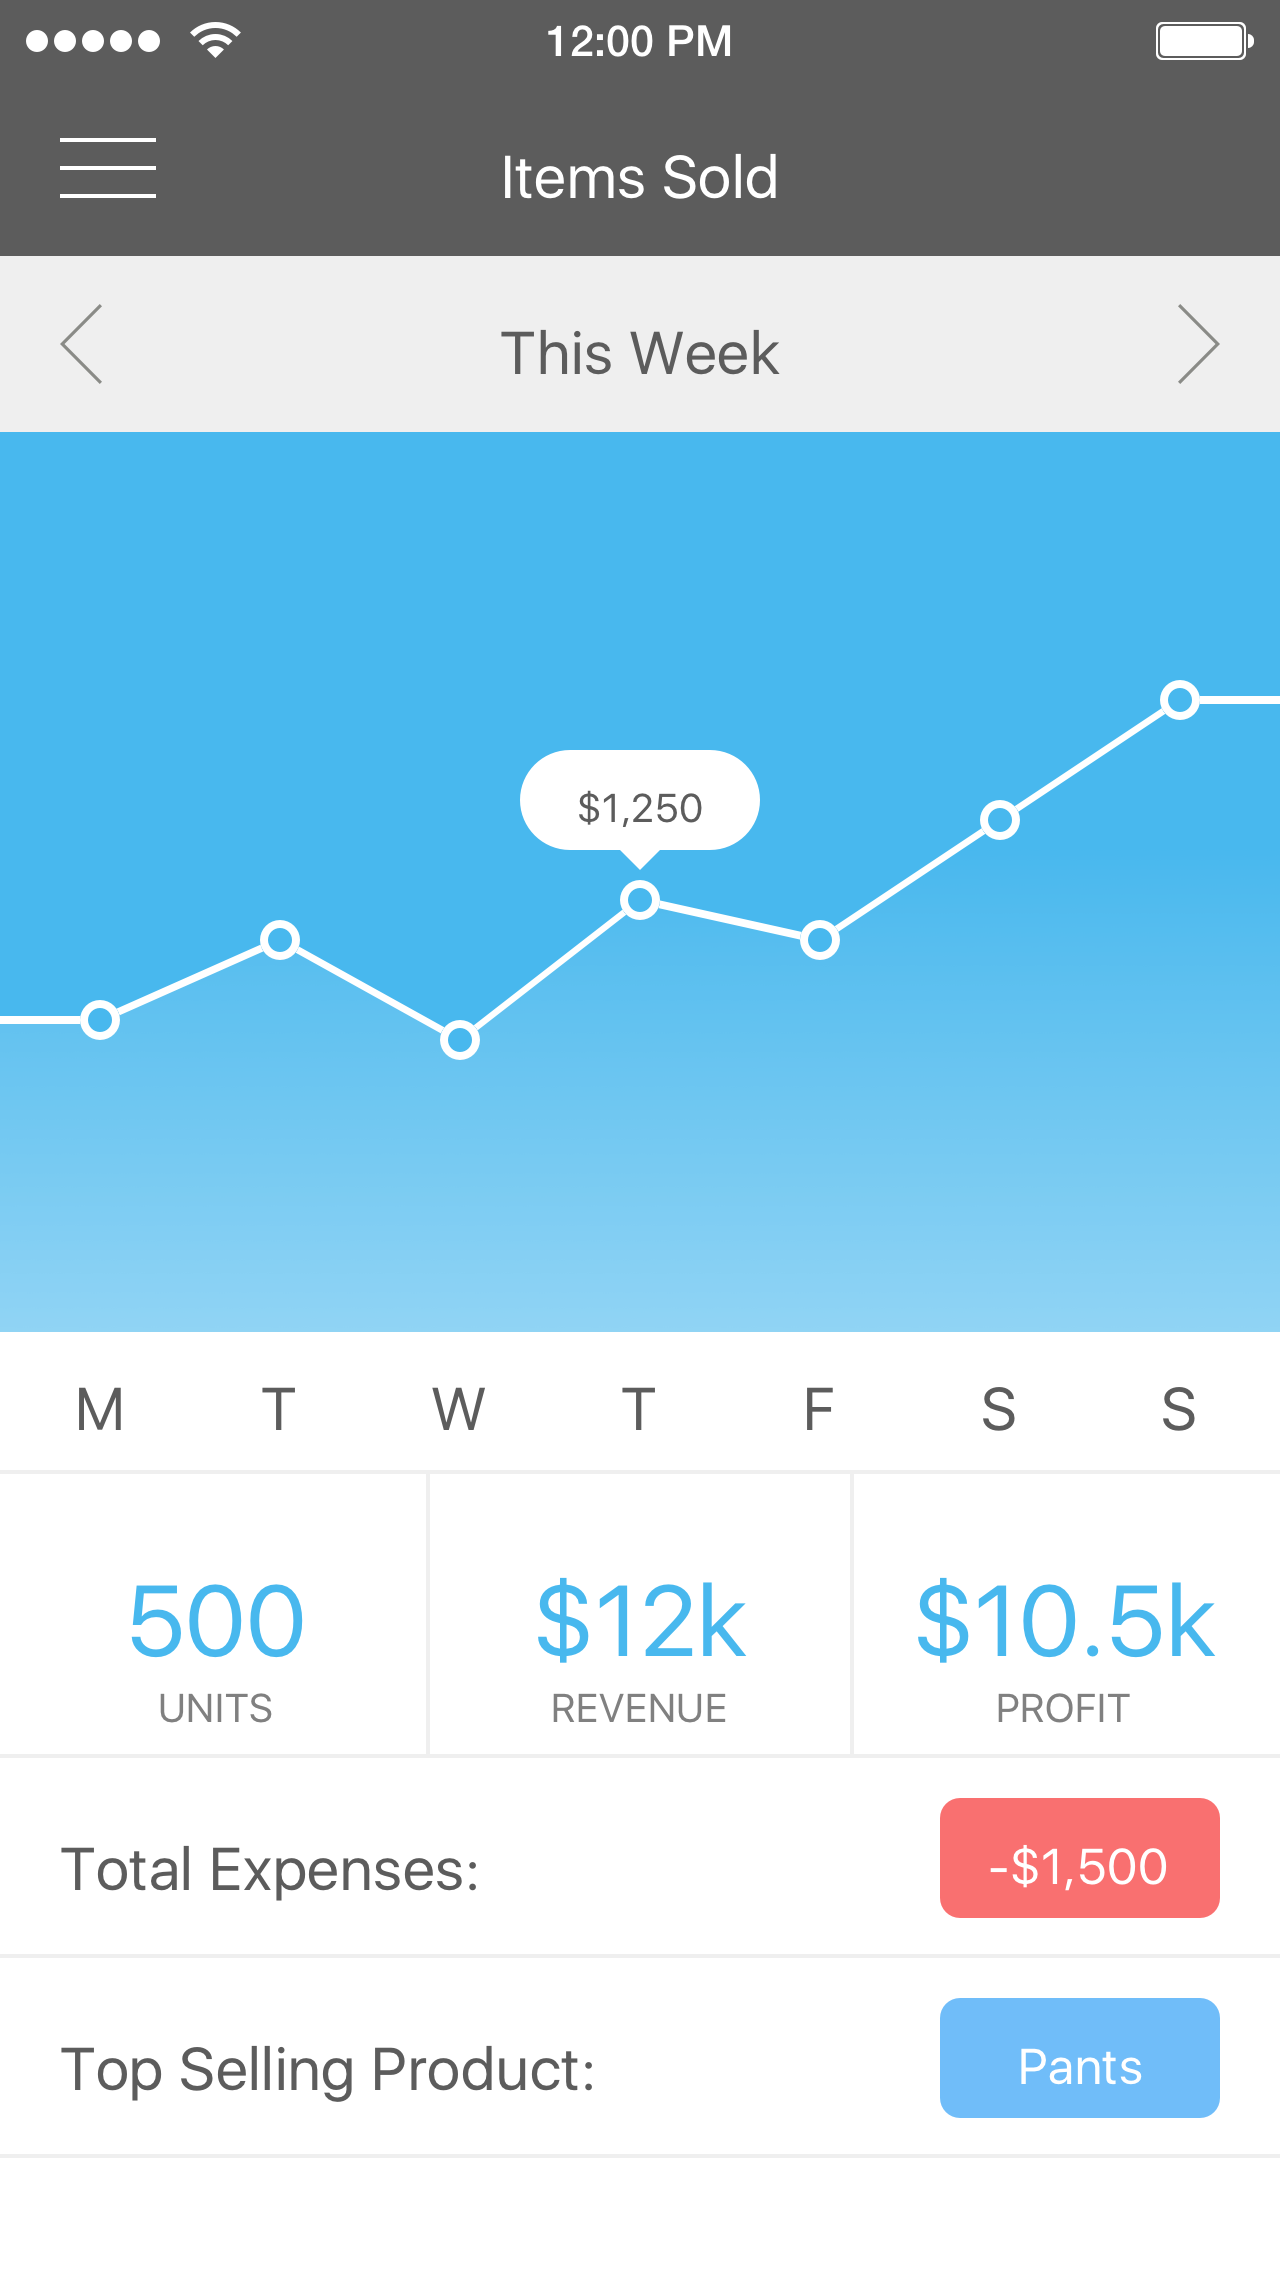 12:00 PM
Items Sold
This Week
$1,250
M T W T F S S
500 $12k $10.5k
UNITS REVENUE PROFIT
Total Expenses: -$1,500
Top Selling Product: Pants